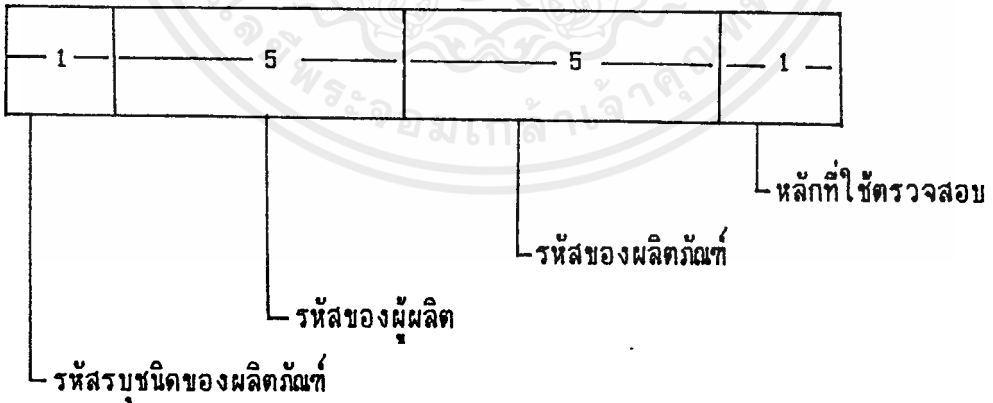 1 5 5 1
หลักที่ใช้ตรวจสอบ
รหัสของผลิตภัณฑ์
รหัสของผู้ผลิต
รหัสรบุชนิดของผลิตภัณฑ์